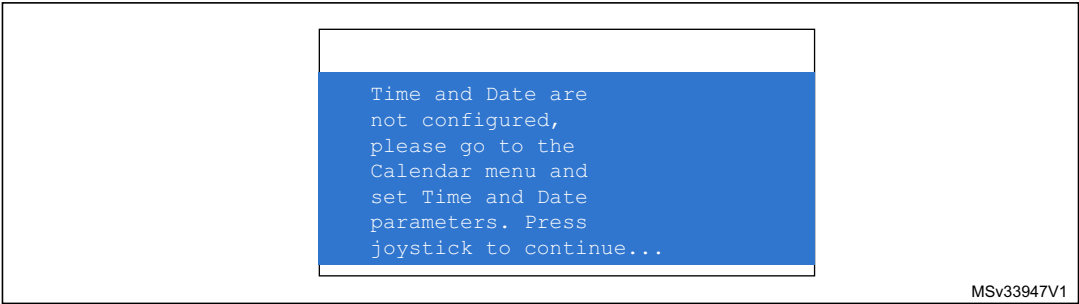 Time and Date are
not configured,
please go to the
Calendar menu and
set Time and Date
parameters. Press
joystick to continue...
MSv33947V1